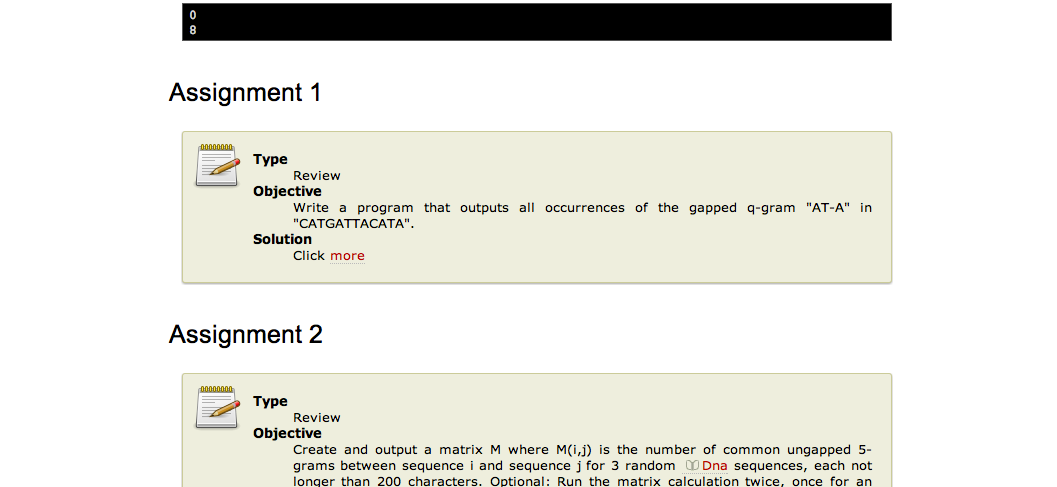 0
8
Assignment 1
Type
Review
Objective
Write a program that outputs all occurrences of the gapped q-gram "AT-A" in
"CATGATTACATA".
Solution
Click more
Assignment 2
Type
Review
Objective
Create and output a matrix M where M(i,j) is the number of common ungapped 5-
grams between sequence i and sequence j for 3 random Dna sequences, each not
longer than 200 characters. Optional: Run the matrix calculation twice, once for an